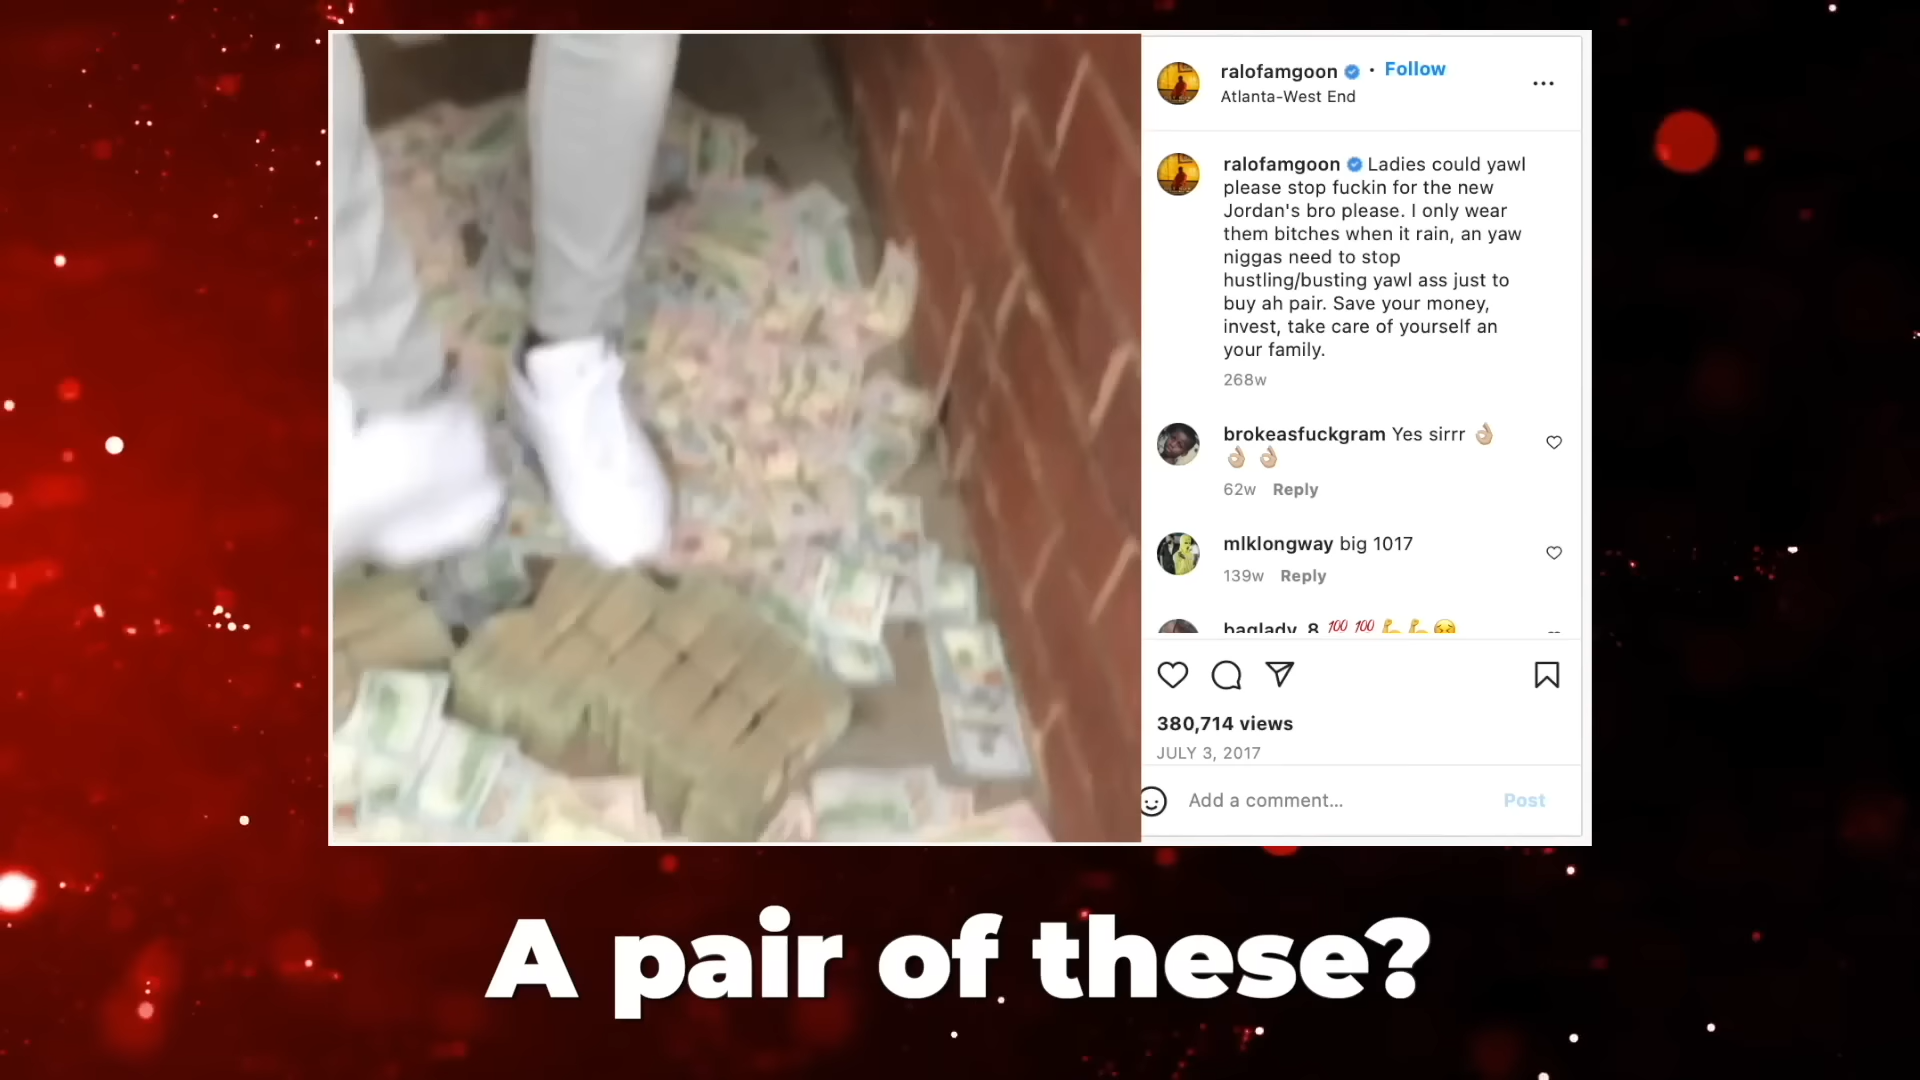 ralofamgoon • Follow
Atlanta-West End
ralofamgoon Ladies could yawl
please stop fuckin for the new
Jordan's bro please. I only wear
them bitches when it rain, an yaw
niggas need to stop
hustling/busting yawl ass just to
buy ah pair. Save your money,
invest, take care of yourself an
your family.
268w
brokeasfuckgram Yes sirrr 👌🏼
👌🏼 👌🏼
62w Reply
mlklongway big 1017
139w Reply
baglady_8 💯 💯 💪 💪 😣
380,714 views
JULY 3, 2017
Add a comment... Post
A pair of these?